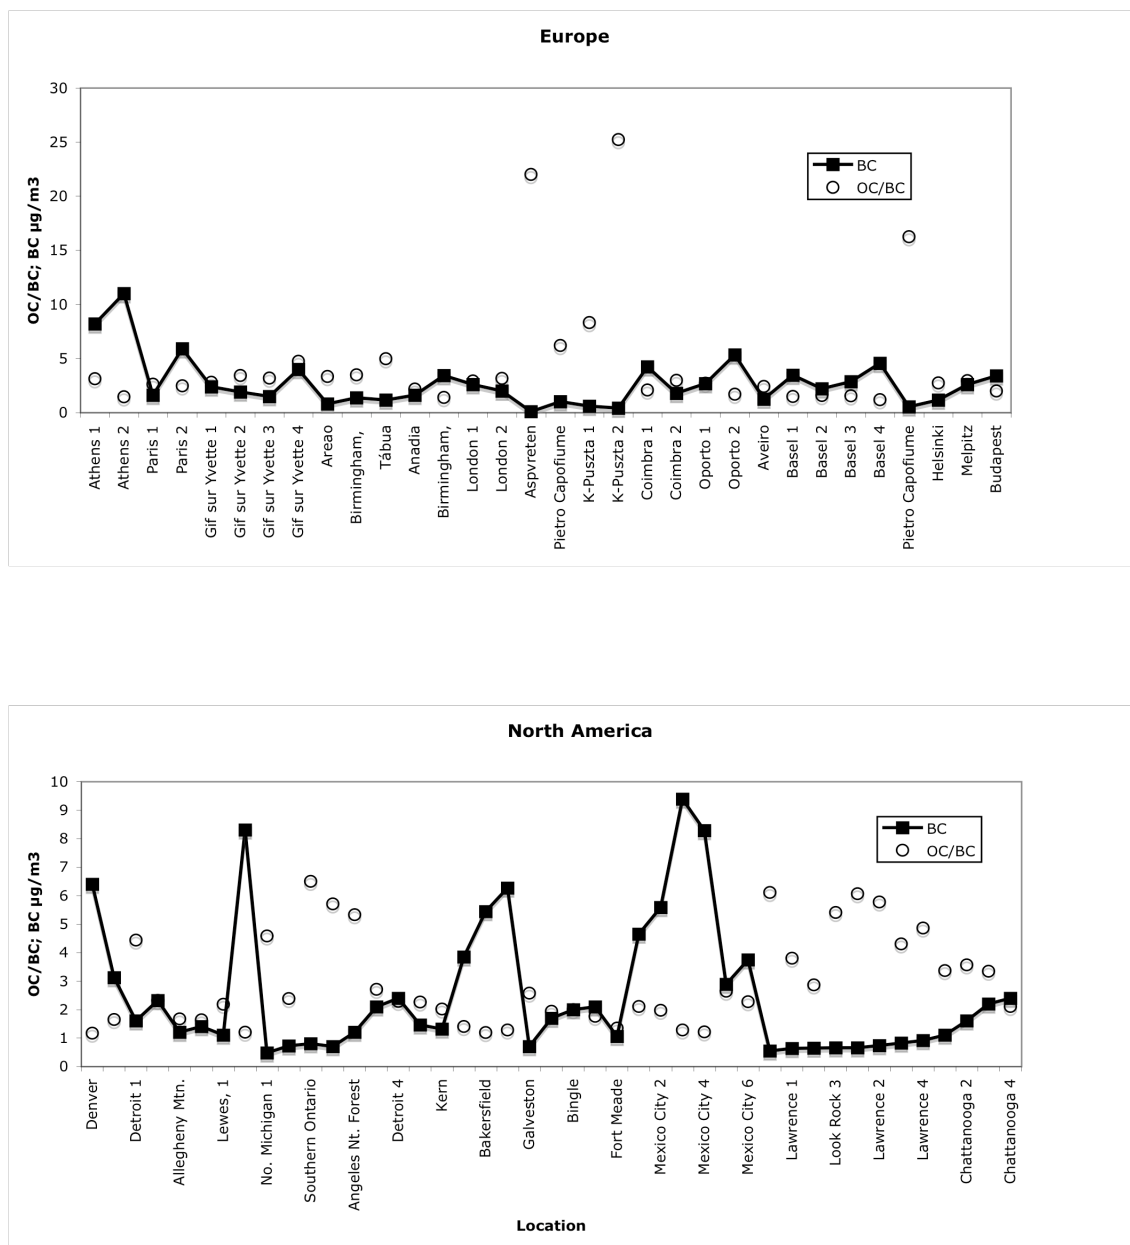 Europe
OC/BC; BC µg/m3
30
25
20
15
10
5
0
BC
OC/BC
Athens 1
Athens 2
Paris 1
Paris 2
Gif sur Yvette 1
Gif sur Yvette 2
Gif sur Yvette 3
Gif sur Yvette 4
Areao
Birmingham,
Tábua
Anadia
Birmingham,
London 1
London 2
Aspvreten
Pietro Capofiume
K-Puszta 1
K-Puszta 2
Coimbra 1
Coimbra 2
Oporto 1
Oporto 2
Aveiro
Basel 1
Basel 2
Basel 3
Basel 4
Pietro Capofiume
Helsinki
Melpitz
Budapest
North America
OC/BC; BC µg/m3
10
9
8
7
6
5
4
3
2
1
0
BC
OC/BC
Denver
Detroit 1
Allegheny Mtn.
Lewes, 1
No. Michigan 1
Southern Ontario
Angeles Nt. Forest
Detroit 4
Kern
Bakersfield
Galveston
Bingle
Fort Meade
Mexico City 2
Mexico City 4
Mexico City 6
Lawrence 1
Look Rock 3
Lawrence 2
Lawrence 4
Chattanooga 2
Chattanooga 4
Location